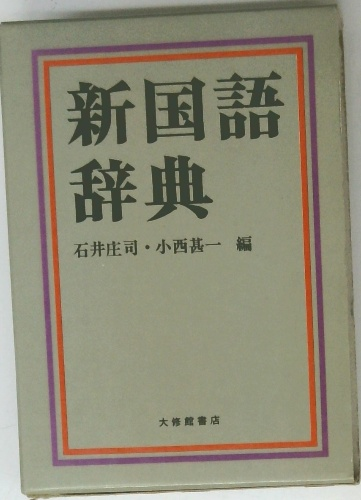 新国語
辞典
石井庄司・小西甚一 編
大修館書店